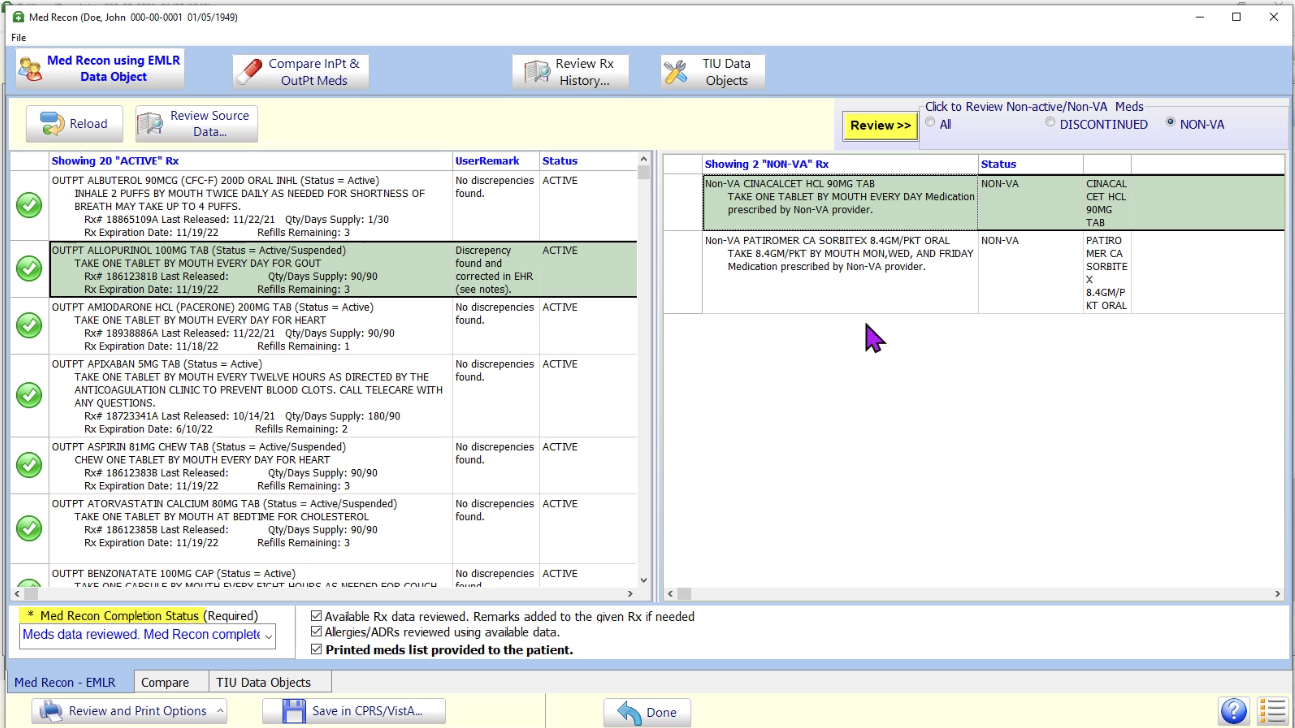 Med Recon (Doe, John 000-00-0001 01/05/1949)
File
Med Recon using EMLR
Data Object
Compare InPt &
OutPt Meds
Review Rx
History...
TIU Data
Objects
Reload
Review Source
Data...
Review >>
Click to Review Non-active/Non-VA Meds
All
DISCONTINUED
NON-VA
Showing 20 "ACTIVE" Rx
UserRemark
Status
OUTPT ALBUTEROL 90MCG (CFC-F) 200D ORAL INHL (Status = Active)
INHALE 2 PUFFS BY MOUTH TWICE DAILY AS NEEDED FOR SHORTNESS OF
BREATH MAY TAKE UP TO 4 PUFFS.
Rx# 18865109A Last Released: 11/22/21 Qty/Days Supply: 1/30
Rx Expiration Date: 11/19/22 Refills Remaining: 3
No discrepencies
found.
ACTIVE
OUTPT ALLOPURINOL 100MG TAB (Status = Active/Suspended)
TAKE ONE TABLET BY MOUTH EVERY DAY FOR GOUT
Rx# 18612381B Last Released: Qty/Days Supply: 90/90
Rx Expiration Date: 11/19/22 Refills Remaining: 3
Discrepency
found and
corrected in EHR
(see notes).
ACTIVE
OUTPT AMIODARONE HCL (PACERONE) 200MG TAB (Status = Active)
TAKE ONE TABLET BY MOUTH EVERY DAY FOR HEART
Rx# 18938886A Last Released: 11/22/21 Qty/Days Supply: 90/90
Rx Expiration Date: 11/18/22 Refills Remaining: 1
No discrepencies
found.
ACTIVE
OUTPT APIXABAN 5MG TAB (Status = Active)
TAKE ONE TABLET BY MOUTH EVERY TWELVE HOURS AS DIRECTED BY THE
ANTICOAGULATION CLINIC TO PREVENT BLOOD CLOTS. CALL TELECARE WITH
ANY QUESTIONS.
Rx# 18723341A Last Released: 10/14/21 Qty/Days Supply: 180/90
Rx Expiration Date: 6/10/22 Refills Remaining: 2
No discrepencies
found.
ACTIVE
OUTPT ASPIRIN 81MG CHEW TAB (Status = Active/Suspended)
CHEW ONE TABLET BY MOUTH EVERY DAY FOR HEART
Rx# 18612383B Last Released: Qty/Days Supply: 90/90
Rx Expiration Date: 11/19/22 Refills Remaining: 3
No discrepencies
found.
ACTIVE
OUTPT ATORVASTATIN CALCIUM 80MG TAB (Status = Active/Suspended)
TAKE ONE TABLET BY MOUTH AT BEDTIME FOR CHOLESTEROL
Rx# 18612385B Last Released: Qty/Days Supply: 90/90
Rx Expiration Date: 11/19/22 Refills Remaining: 3
No discrepencies
found.
ACTIVE
OUTPT BENZONATATE 100MG CAP (Status = Active)
TAKE ONE CAPSULE BY MOUTH EVERY EIGHT HOURS AS NEEDED FOR COUGH
No discrepencies
found
ACTIVE
Showing 2 "NON-VA" Rx
Status
Non-VA CINACALCET HCL 90MG TAB
TAKE ONE TABLET BY MOUTH EVERY DAY Medication
prescribed by Non-VA provider.
NON-VA
CINACAL
CET HCL
90MG
TAB
Non-VA PATIROMER CA SORBITEX 8.4GM/PKT ORAL
TAKE 8.4GM/PKT BY MOUTH MON,WED, AND FRIDAY
Medication prescribed by Non-VA provider.
NON-VA
PATIRO
MER CA
SORBITE
X
8.4GM/P
KT ORAL
* Med Recon Completion Status (Required)
Meds data reviewed. Med Recon complete
Available Rx data reviewed. Remarks added to the given Rx if needed
Allergies/ADRs reviewed using available data.
Printed meds list provided to the patient.
Med Recon - EMLR
Compare
TIU Data Objects
Review and Print Options
Save in CPRS/VistA...
Done